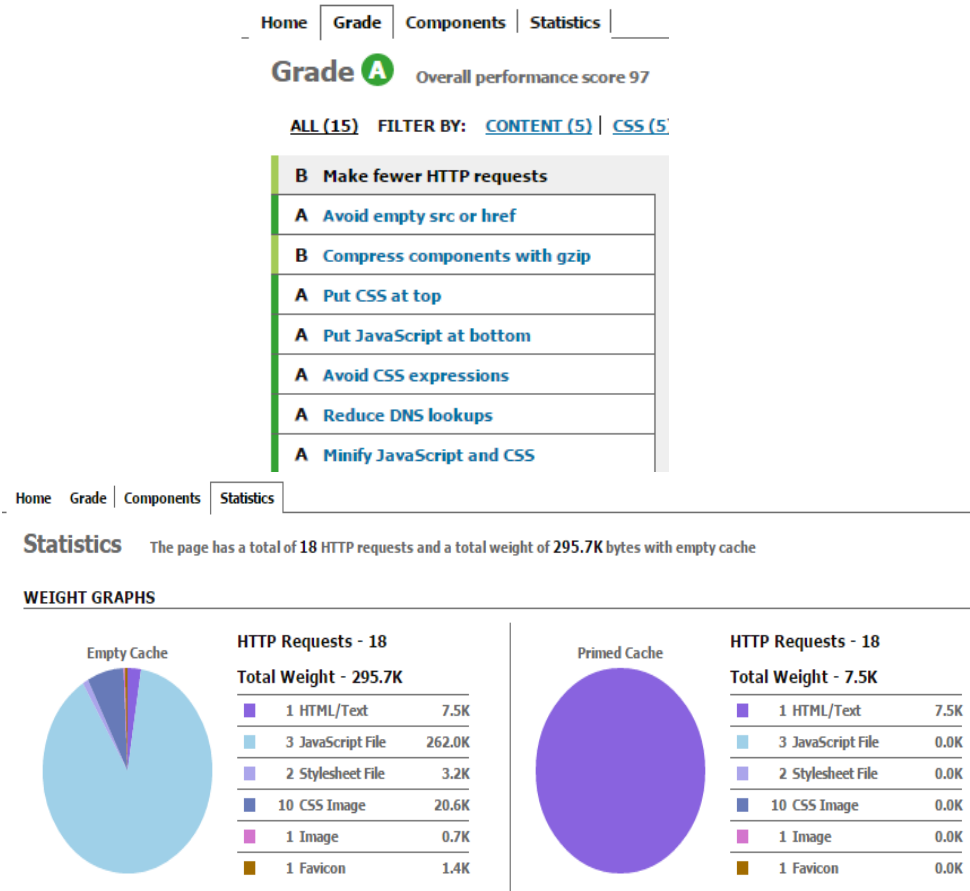 Home Grade Components Statistics
Grade A Overall performance score 97
ALL (15) FILTER BY: CONTENT (5) CSS (5
B Make fewer HTTP requests
A Avoid empty src or href
B Compress components with gzip
A Put CSS at top
A Put JavaScript at bottom
A Avoid CSS expressions
A Reduce DNS lookups
A Minify JavaScript and CSS
Home Grade Components Statistics
Statistics The page has a total of 18 HTTP requests and a total weight of 295.7K bytes with empty cache
WEIGHT GRAPHS
Empty Cache
HTTP Requests - 18
Total Weight - 295.7K
1 HTML/Text 7.5K
3 JavaScript File 262.0K
2 Stylesheet File 3.2K
10 CSS Image 20.6K
1 Image 0.7K
1 Favicon 1.4K
Primed Cache
HTTP Requests - 18
Total Weight - 7.5K
1 HTML/Text 7.5K
3 JavaScript File 0.0K
2 Stylesheet File 0.0K
10 CSS Image 0.0K
1 Image 0.0K
1 Favicon 0.0K